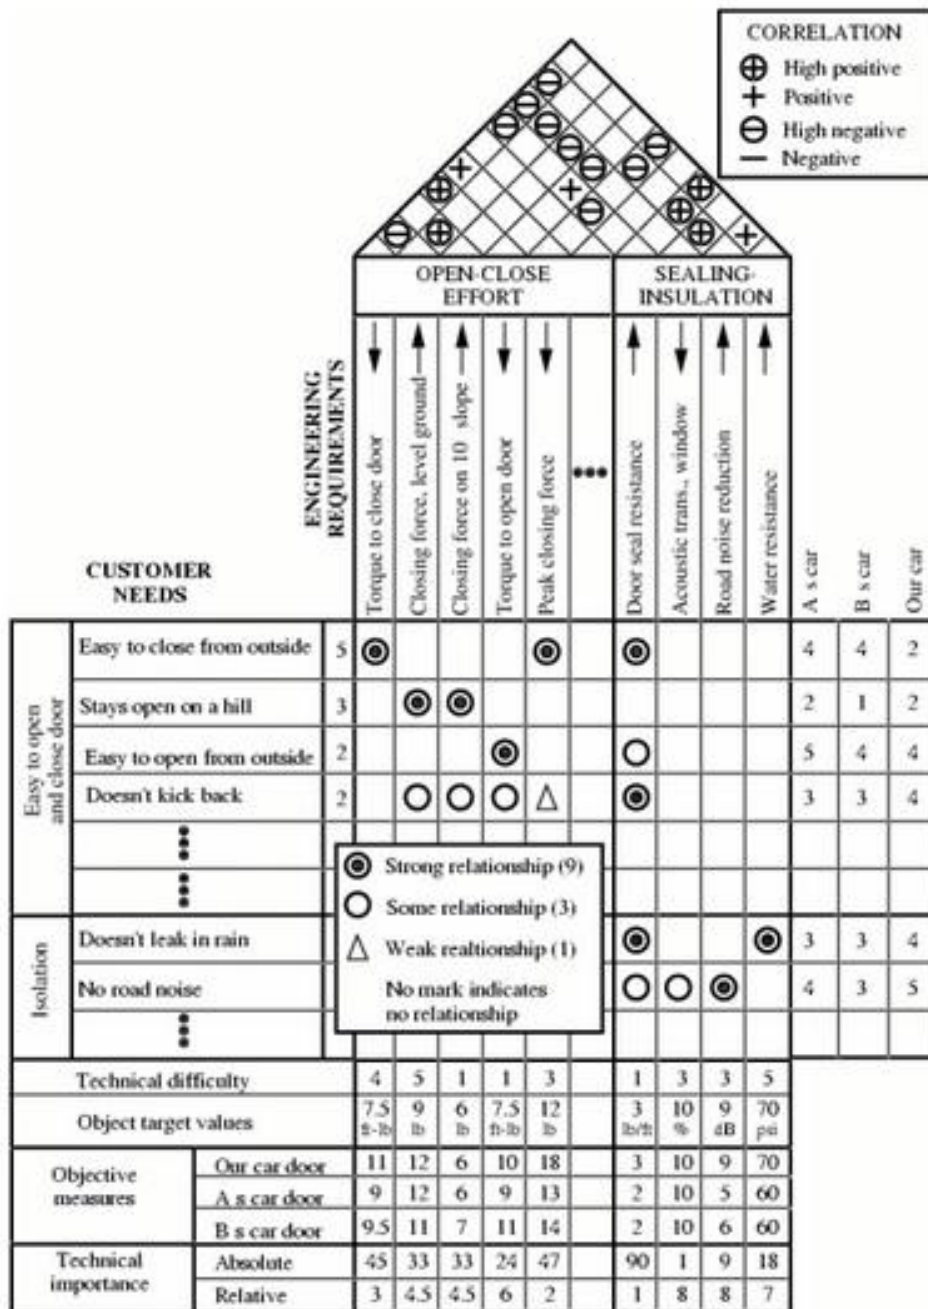 CORRELATION
High positive
+ Positive
High negative
− Negative
OPEN-CLOSE
EFFORT
SEALING-
INSULATION
ENGINEERING
REQUIREMENTS
Torque to close door
Closing force, level ground
Closing force on 10 slope
Torque to open door
Peak closing force
•••
Door seal resistance
Acoustic trans., window
Road noise reduction
Water resistance
A s car
B s car
Our car
CUSTOMER
NEEDS
Easy to open
and close door
Easy to close from outside 5 4 4 2
Stays open on a hill 3 2 1 2
Easy to open from outside 2 5 4 4
Doesn't kick back 2 3 3 4
Strong relationship (9)
Some relationship (3)
Weak realtionship (1)
No mark indicates
no relationship
Isolation
Doesn't leak in rain 3 3 4
No road noise 4 3 5
Technical difficulty 4 5 1 1 3 1 3 3 5
Object target values 7.5 9 6 7.5 12 3 10 9 70
ft-lb lb lb ft-lb lb lb/ft % dB psi
Objective
measures
Our car door 11 12 6 10 18 3 10 9 70
A s car door 9 12 6 9 13 2 10 5 60
B s car door 9.5 11 7 11 14 2 10 6 60
Technical
importance
Absolute 45 33 33 24 47 90 1 9 18
Relative 3 4.5 4.5 6 2 1 8 8 7